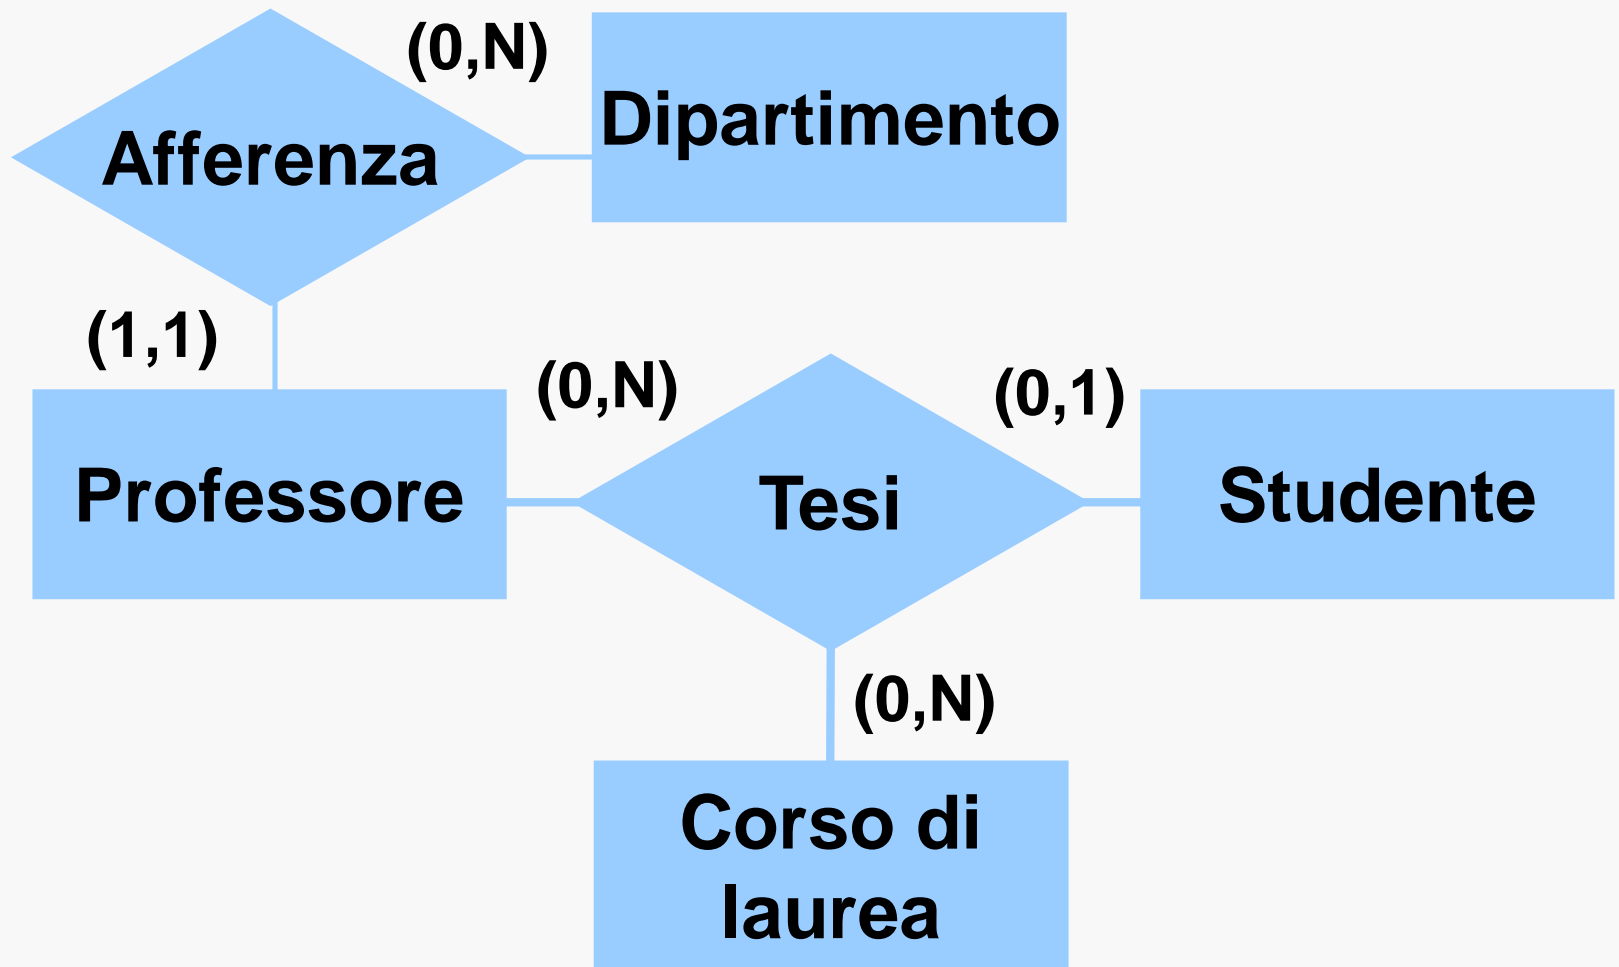 (0,N)
Dipartimento
Afferenza
(1,1)
(0,N)
(0,1)
Professore
Tesi
Studente
(0,N)
Corso di
laurea